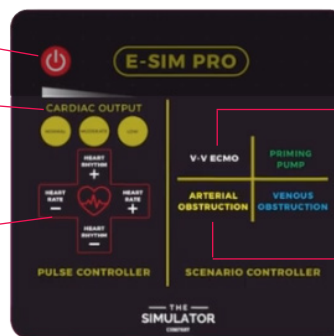 E-SIM PRO
CARDIAC OUTPUT
NORMAL MODERATE LOW
HEART RHYTHM +
HEART RATE −
HEART RATE +
HEART RHYTHM −
V-V ECMO
PRIMING PUMP
ARTERIAL OBSTRUCTION
VENOUS OBSTRUCTION
PULSE CONTROLLER
SCENARIO CONTROLLER
THE
SIMULATOR
COMPANY